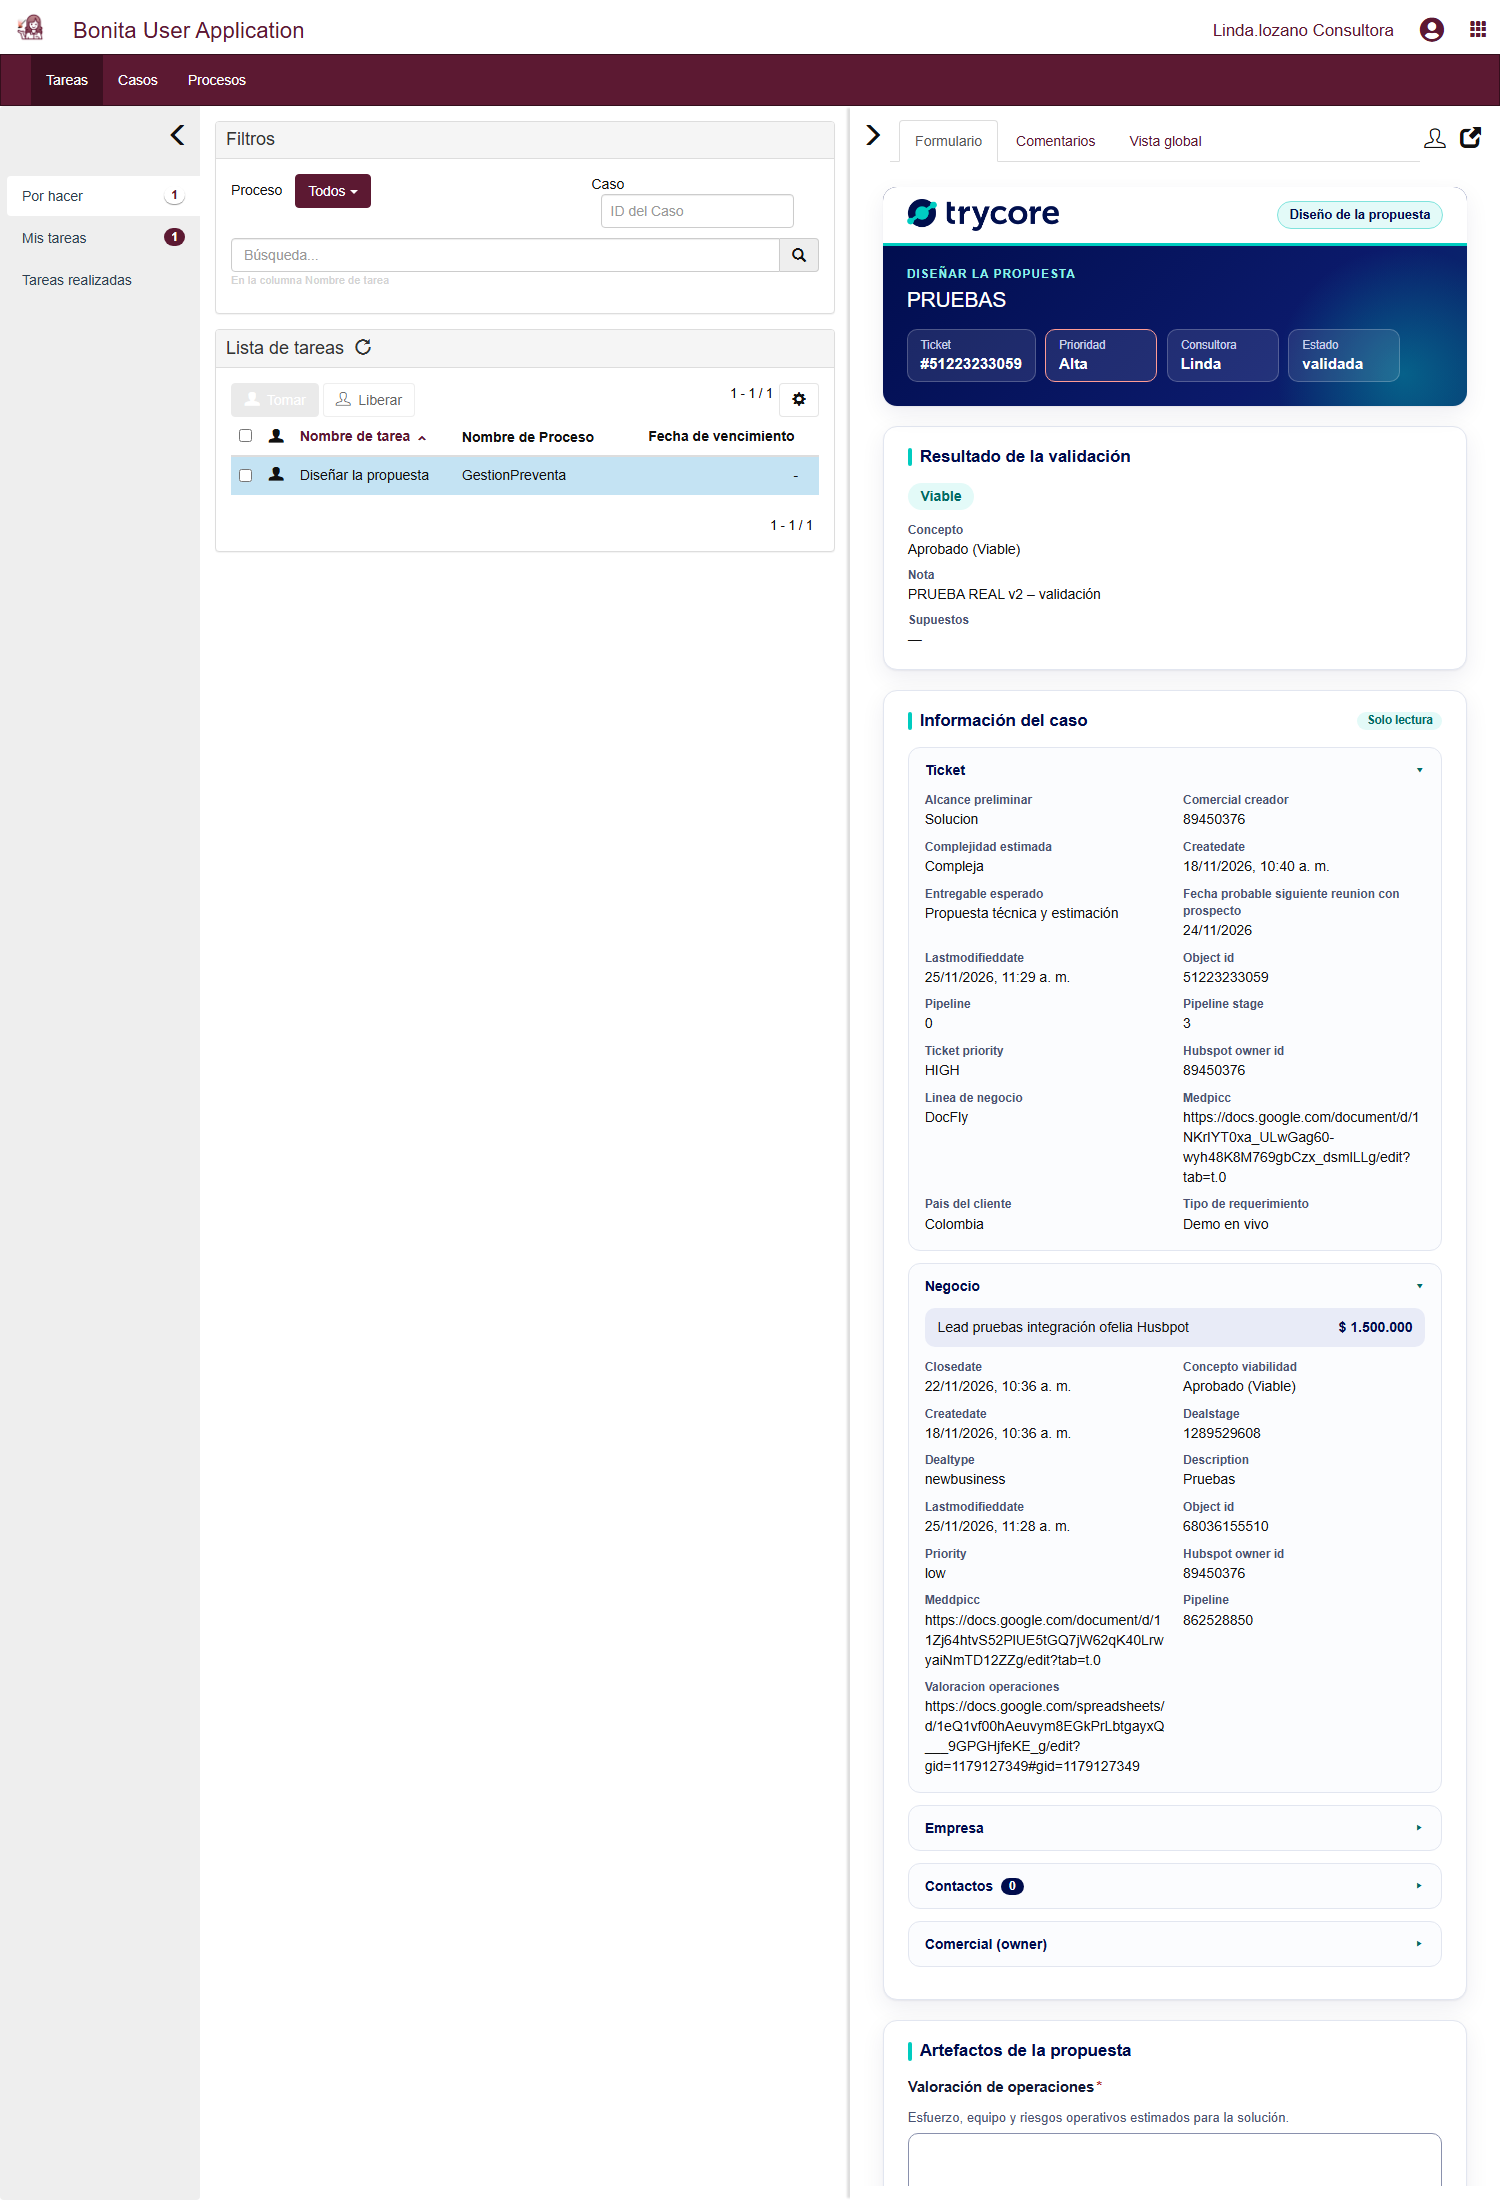 Bonita User Application
Linda.lozano Consultora
Tareas
Casos
Procesos
Por hacer
1
Mis tareas
1
Tareas realizadas
Filtros
Proceso
Todos
Caso
ID del Caso
Búsqueda...
En la columna Nombre de tarea
Lista de tareas
Tomar
Liberar
1 - 1 / 1
Nombre de tarea
Nombre de Proceso
Fecha de vencimiento
Diseñar la propuesta
GestionPreventa
-
1 - 1 / 1
Formulario
Comentarios
Vista global
trycore
Diseño de la propuesta
DISEÑAR LA PROPUESTA
PRUEBAS
Ticket
#51223233059
Prioridad
Alta
Consultora
Linda
Estado
validada
Resultado de la validación
Viable
Concepto
Aprobado (Viable)
Nota
PRUEBA REAL v2 – validación
Supuestos
—
Información del caso
Solo lectura
Ticket
Alcance preliminar
Solucion
Comercial creador
89450376
Complejidad estimada
Compleja
Createdate
18/11/2026, 10:40 a. m.
Entregable esperado
Propuesta técnica y estimación
Fecha probable siguiente reunion con
prospecto
24/11/2026
Lastmodifieddate
25/11/2026, 11:29 a. m.
Object id
51223233059
Pipeline
0
Pipeline stage
3
Ticket priority
HIGH
Hubspot owner id
89450376
Linea de negocio
DocFly
Medpicc
https://docs.google.com/document/d/1
NKrlYT0xa_ULwGag60-
wyh48K8M769gbCzx_dsmlLLg/edit?
tab=t.0
Pais del cliente
Colombia
Tipo de requerimiento
Demo en vivo
Negocio
Lead pruebas integración ofelia Husbpot
$ 1.500.000
Closedate
22/11/2026, 10:36 a. m.
Concepto viabilidad
Aprobado (Viable)
Createdate
18/11/2026, 10:36 a. m.
Dealstage
1289529608
Dealtype
newbusiness
Description
Pruebas
Lastmodifieddate
25/11/2026, 11:28 a. m.
Object id
68036155510
Priority
low
Hubspot owner id
89450376
Meddpicc
https://docs.google.com/document/d/1
1Zj64htvS52PlUE5tGQ7jW62qK40Lrw
yaiNmTD12ZZg/edit?tab=t.0
Pipeline
862528850
Valoracion operaciones
https://docs.google.com/spreadsheets/
d/1eQ1vf00hAeuvym8EGkPrLbtgayxQ
___9GPGHjfeKE_g/edit?
gid=1179127349#gid=1179127349
Empresa
Contactos
0
Comercial (owner)
Artefactos de la propuesta
Valoración de operaciones*
Esfuerzo, equipo y riesgos operativos estimados para la solución.